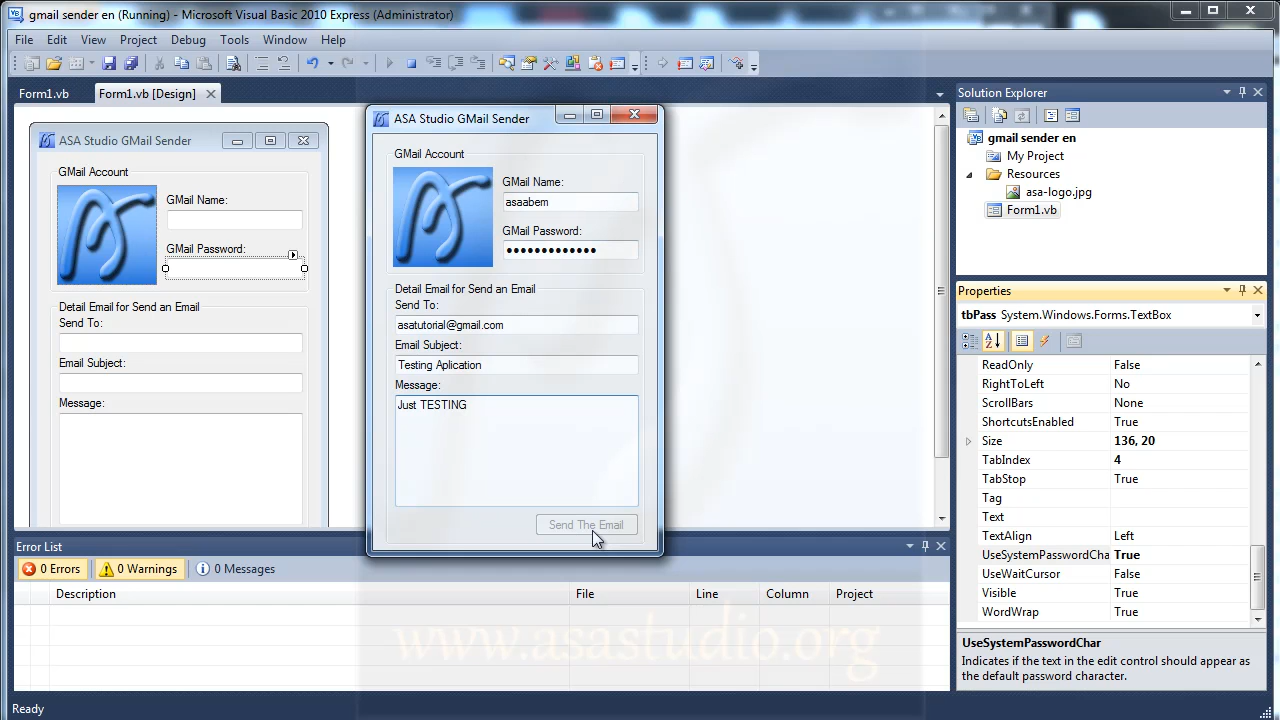 gmail sender en (Running) - Microsoft Visual Basic 2010 Express (Administrator)
File Edit View Project Debug Tools Window Help
Form1.vb Form1.vb [Design]
ASA Studio GMail Sender
GMail Account
GMail Name:
GMail Password:
Detail Email for Send an Email
Send To:
Email Subject:
Message:
ASA Studio GMail Sender
GMail Account
GMail Name:
asaabem
GMail Password:
•••••••••••••
Detail Email for Send an Email
Send To:
asatutorial@gmail.com
Email Subject:
Testing Aplication
Message:
Just TESTING
Send The Email
Solution Explorer
gmail sender en
My Project
Resources
asa-logo.jpg
Form1.vb
Properties
tbPass System.Windows.Forms.TextBox
ReadOnly False
RightToLeft No
ScrollBars None
ShortcutsEnabled True
Size 136, 20
TabIndex 4
TabStop True
Tag
Text
TextAlign Left
UseSystemPasswordCha True
UseWaitCursor False
Visible True
WordWrap True
UseSystemPasswordChar
Indicates if the text in the edit control should appear as
the default password character.
Error List
0 Errors 0 Warnings 0 Messages
Description File Line Column Project
www.asastudio.org
Ready